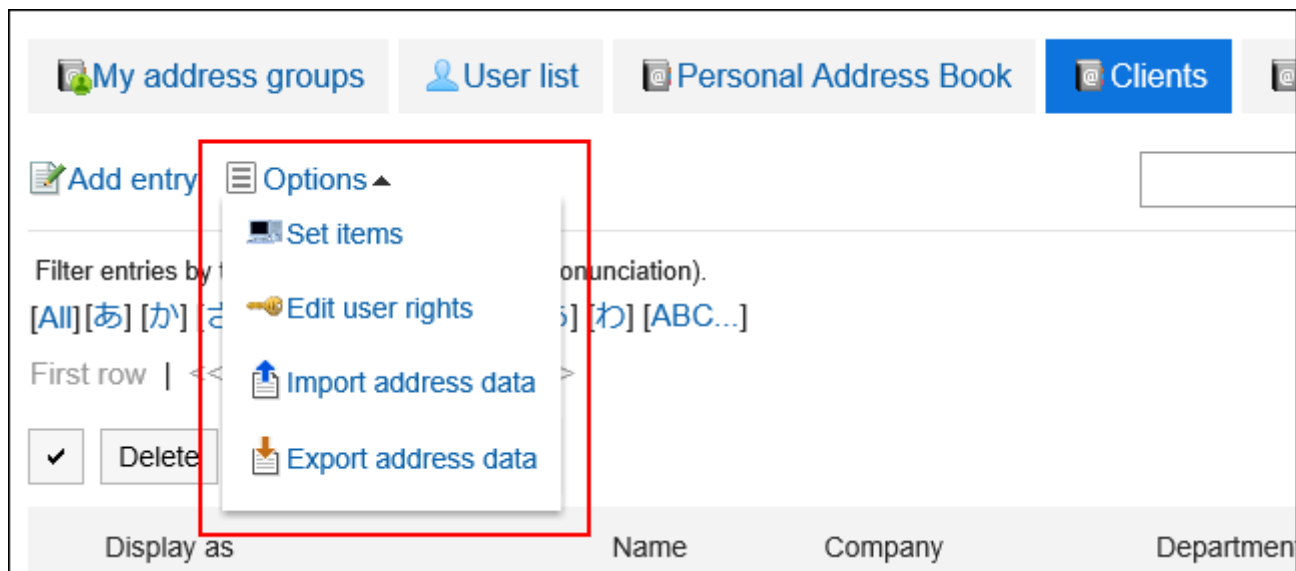 My address groups User list Personal Address Book Clients
Add entry Options
Set items
Filter entries by onunciation).
Edit user rights
[All][あ] [か] [わ] [ABC...]
First row | <<
Import address data
Delete
Export address data
Display as Name Company Departmen